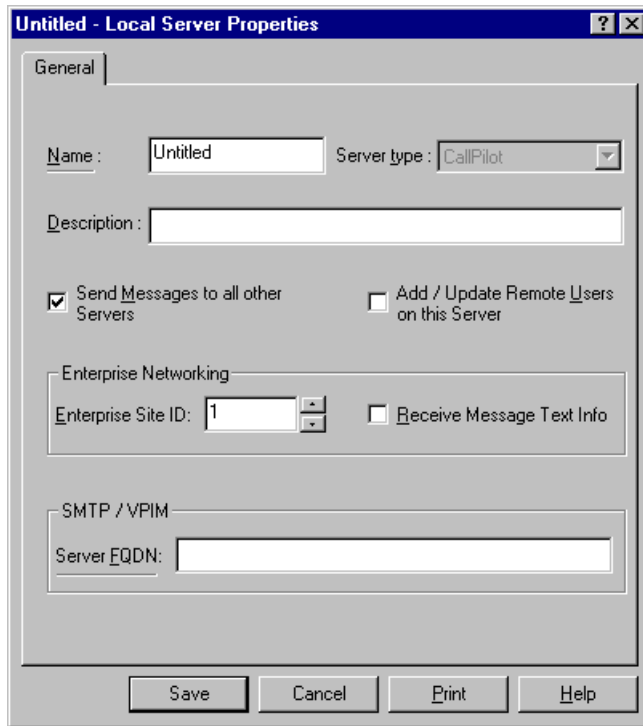 Untitled - Local Server Properties
General
Name : Untitled Server type : CallPilot
Description :
Send Messages to all other Servers
Add / Update Remote Users on this Server
Enterprise Networking
Enterprise Site ID: 1 Receive Message Text Info
SMTP / VPIM
Server FQDN:
Save Cancel Print Help